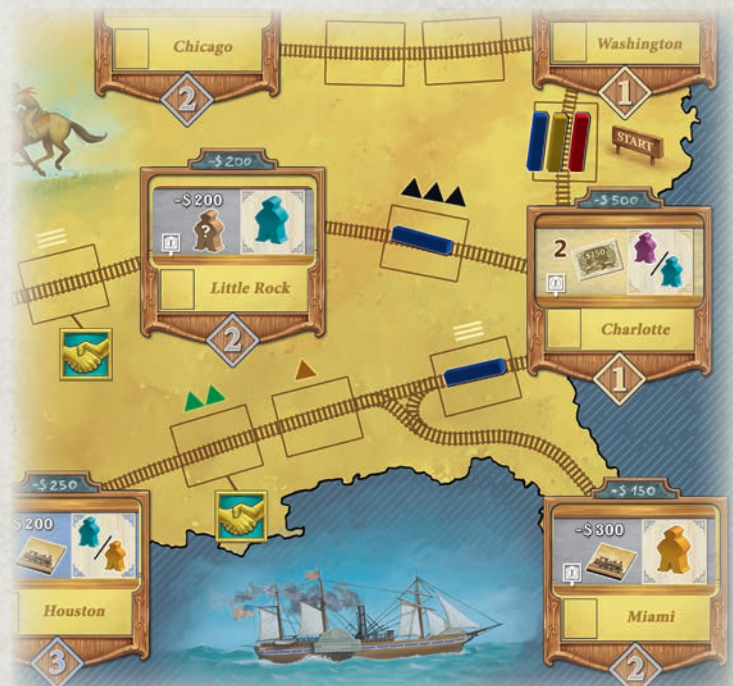 Chicago
2
Washington
1
START
-$200
-$200
?
Little Rock
2
-$500
2
$150
Charlotte
1
-$250
$200
Houston
3
-$150
-$300
Miami
2